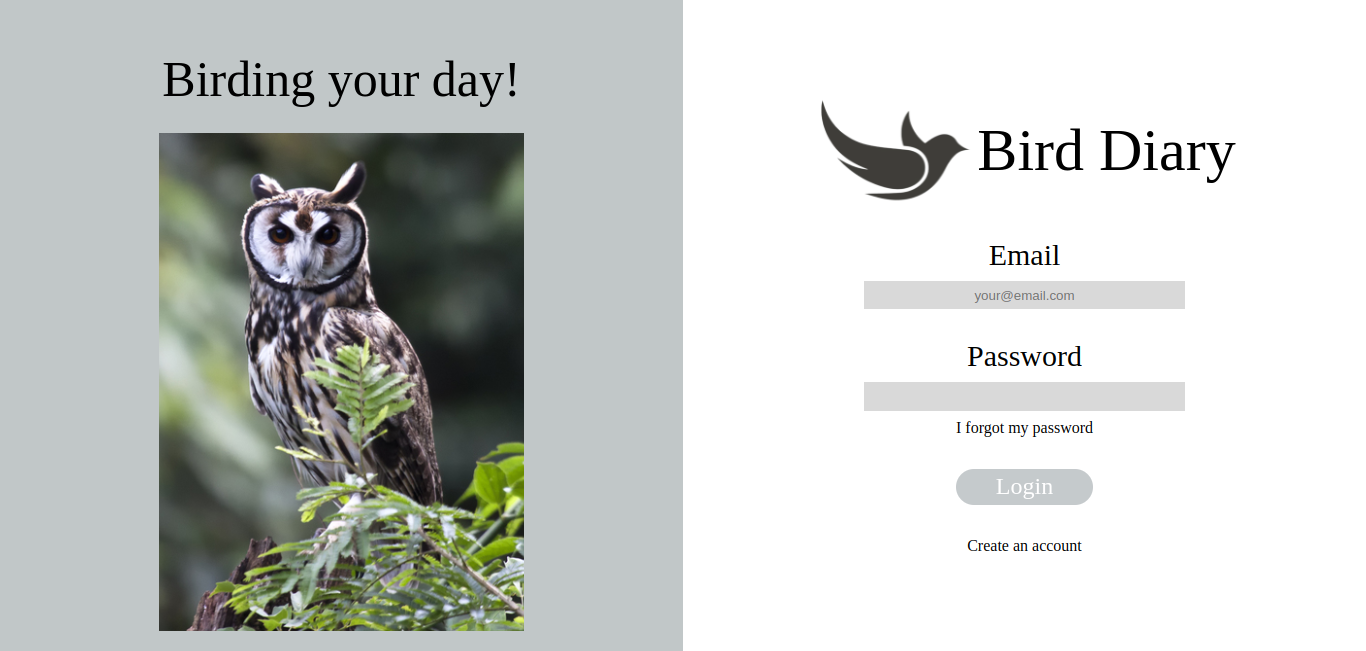 Birding your day!
Bird Diary
Email
your@email.com
Password
I forgot my password
Login
Create an account